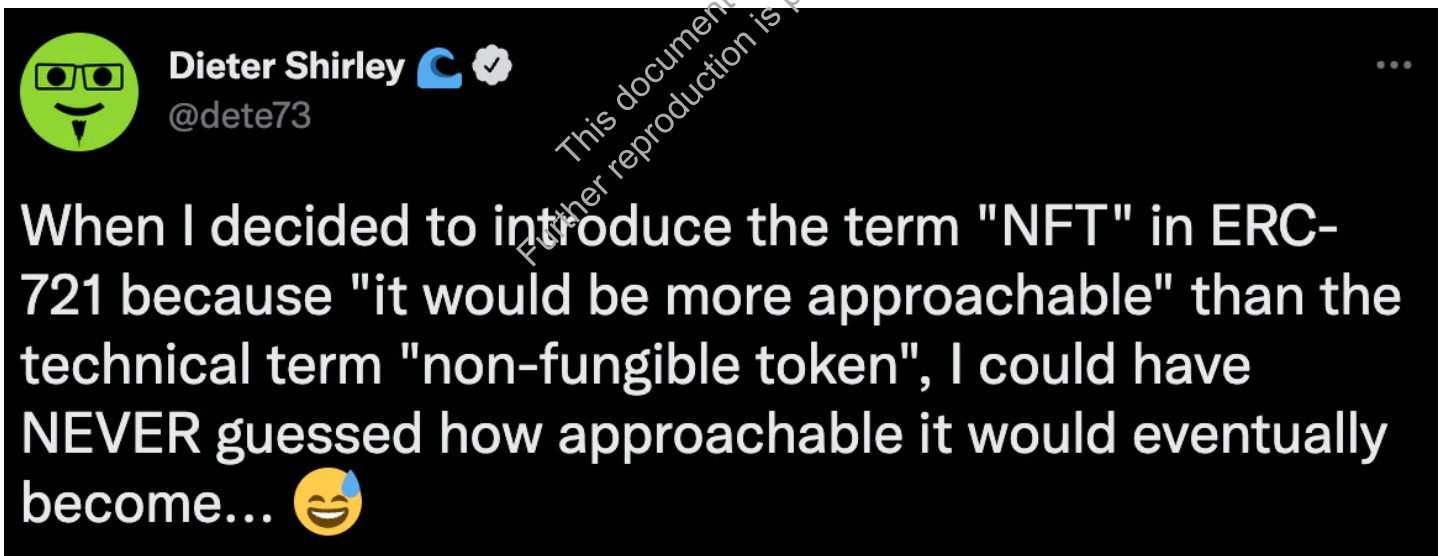 Dieter Shirley 🌊
@dete73
This document
Further reproduction is
When I decided to introduce the term "NFT" in ERC-
721 because "it would be more approachable" than the
technical term "non-fungible token", I could have
NEVER guessed how approachable it would eventually
become... 😅